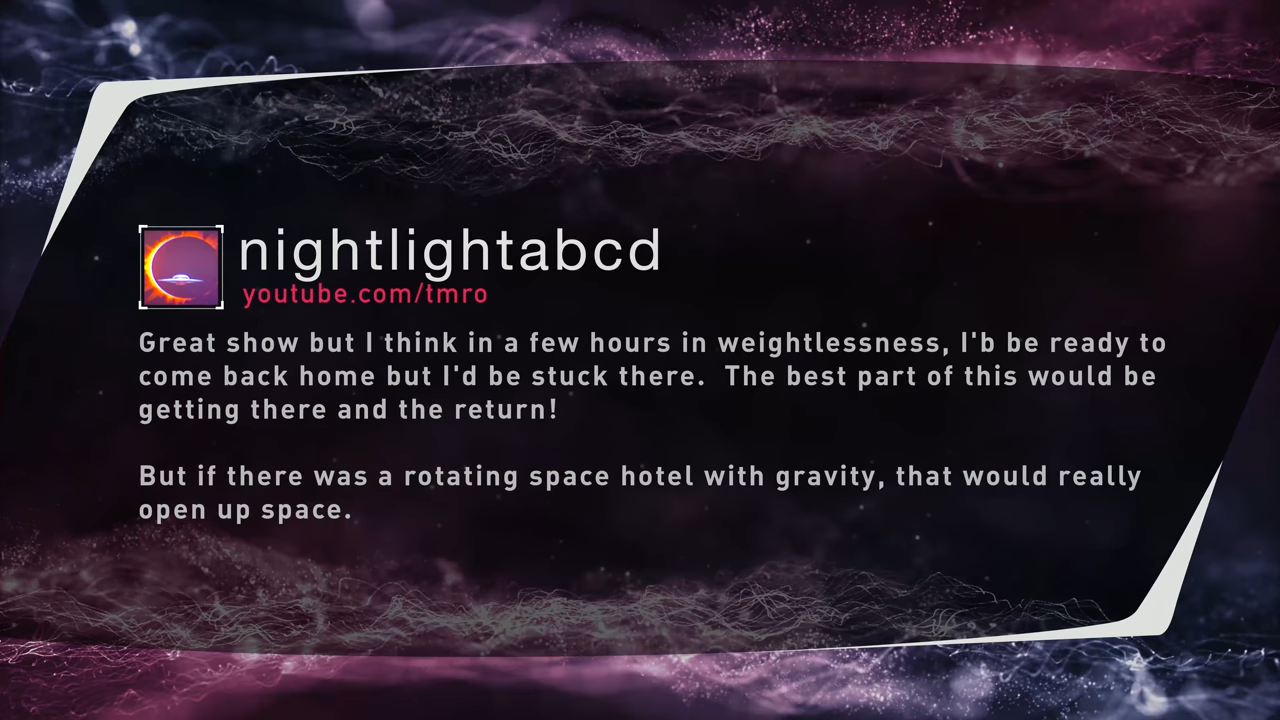 nightlightabcd
youtube.com/tmro
Great show but I think in a few hours in weightlessness, I'b be ready to
come back home but I'd be stuck there.  The best part of this would be
getting there and the return!
But if there was a rotating space hotel with gravity, that would really
open up space.